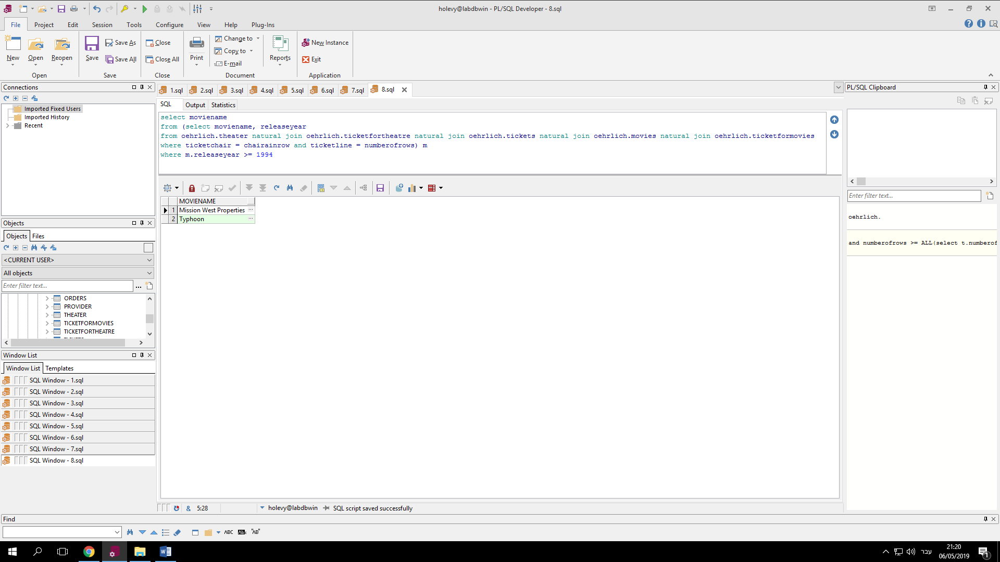 holevy@labdbwin - PL/SQL Developer - 8.sql
File Project Edit Session Tools Configure View Help Plug-Ins
New Open Reopen Save Save As Save All Close Close All Print Change to Copy to E-mail Reports New Instance Exit
Open Save Close Document Application
Connections
Imported Fixed Users
Imported History
Recent
Objects
Objects Files
<CURRENT USER>
All objects
Enter filter text...
ORDERS
PROVIDER
THEATER
TICKETFORMOVIES
TICKETFORTHEATRE
Window List
Window List Templates
SQL Window - 1.sql
SQL Window - 2.sql
SQL Window - 3.sql
SQL Window - 4.sql
SQL Window - 5.sql
SQL Window - 6.sql
SQL Window - 7.sql
SQL Window - 8.sql
1.sql 2.sql 3.sql 4.sql 5.sql 6.sql 7.sql 8.sql
SQL Output Statistics
select moviename
from (select moviename, releaseyear
from oehrlich.theater natural join oehrlich.ticketfortheatre natural join oehrlich.tickets natural join oehrlich.movies natural join oehrlich.ticketformovies
where ticketchair = chairainrow and ticketline = numberofrows) m
where m.releaseyear >= 1994
MOVIENAME
1 Mission West Properties ...
2 Typhoon ...
& 5:28 holevy@labdbwin SQL script saved successfully
PL/SQL Clipboard
Enter filter text...
oehrlich.
and numberofrows >= ALL(select t.numberof
Find
ABC AB "AB"
עבר
21:20
06/05/2019
1